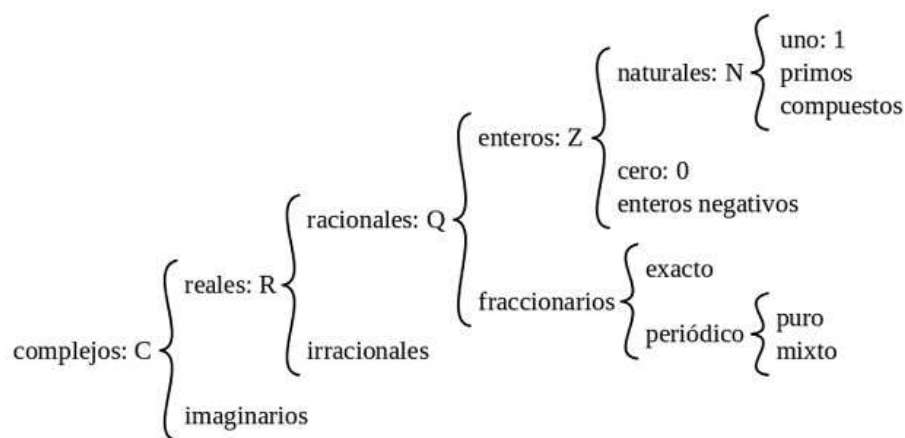 uno: 1
naturales: N
primos
compuestos
enteros: Z
cero: 0
enteros negativos
racionales: Q
reales: R
exacto
fraccionarios
periódico
puro
mixto
complejos: C
irracionales
imaginarios